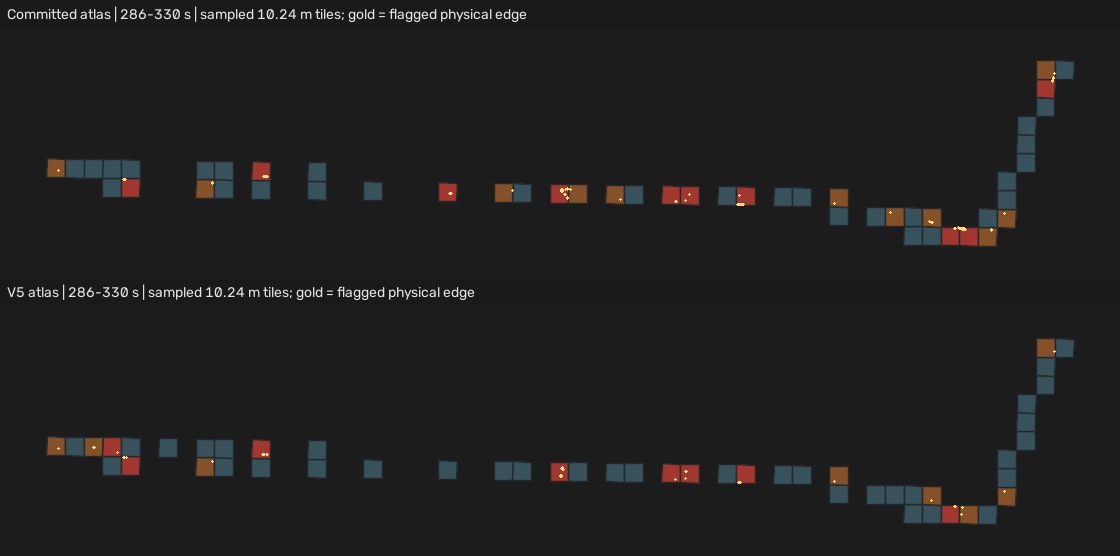 Committed atlas | 286-330 s | sampled 10.24 m tiles; gold = flagged physical edge
V5 atlas | 286-330 s | sampled 10.24 m tiles; gold = flagged physical edge